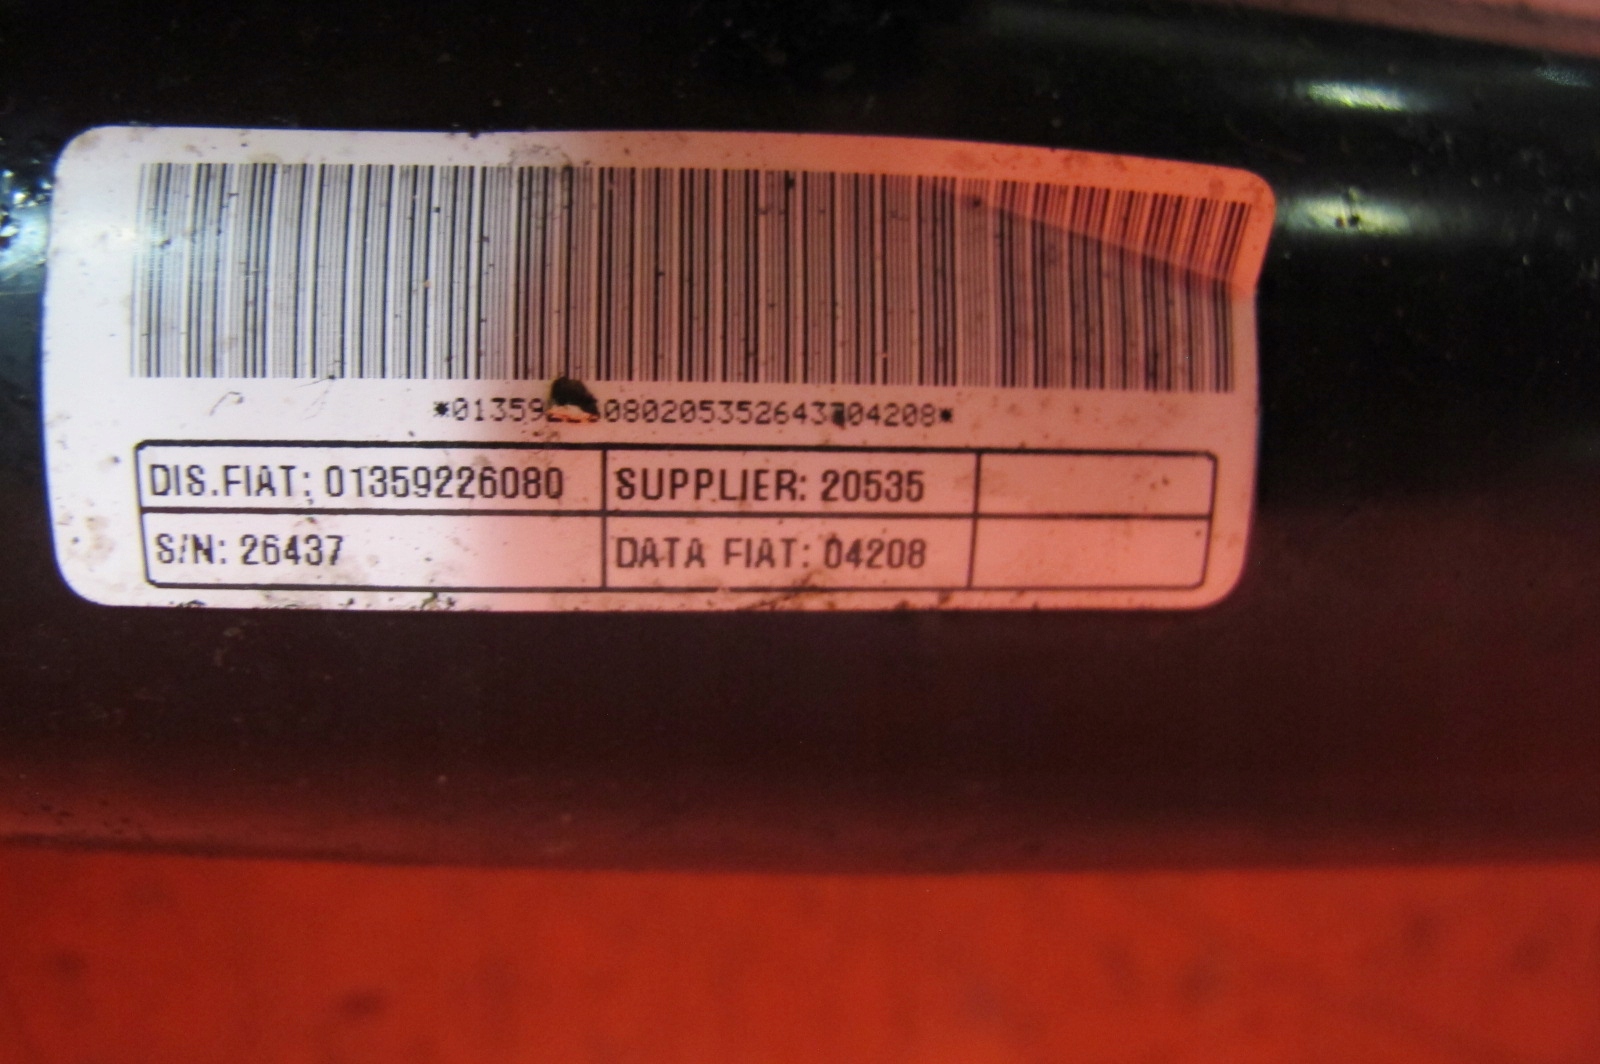 DIS.FIAT: 01359226080 SUPPLIER: 20535
S/N: 26437 DATA FIAT: 04208